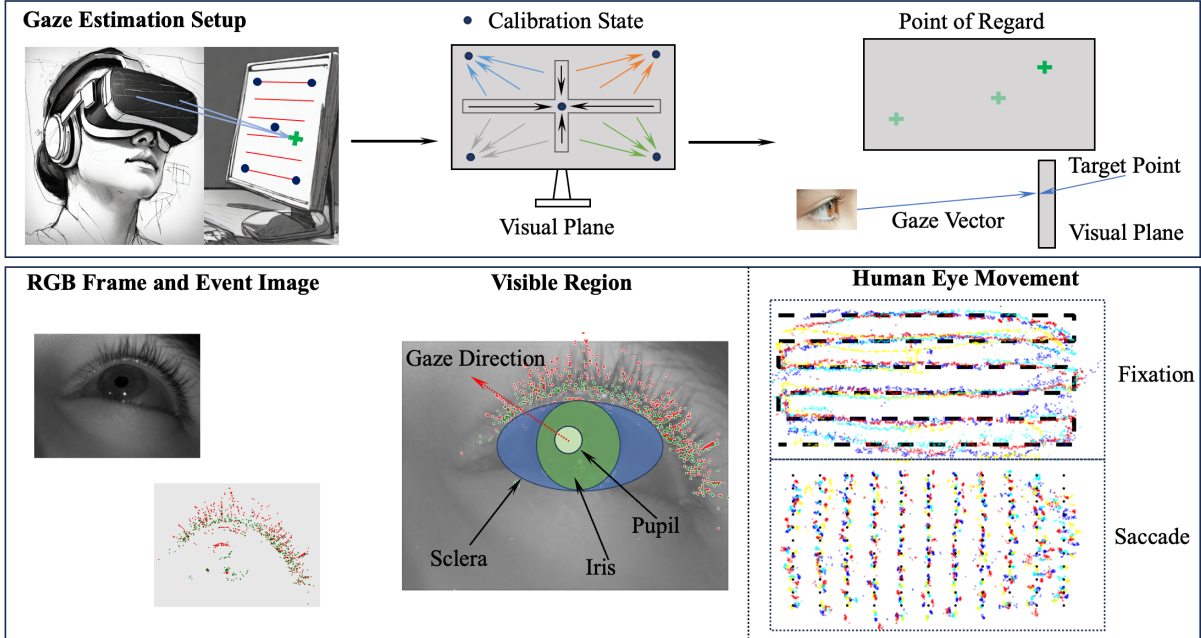 Gaze Estimation Setup
Calibration State
Point of Regard
Visual Plane
Target Point
Gaze Vector
Visual Plane
RGB Frame and Event Image
Visible Region
Human Eye Movement
Gaze Direction
Fixation
Pupil
Sclera
Iris
Saccade